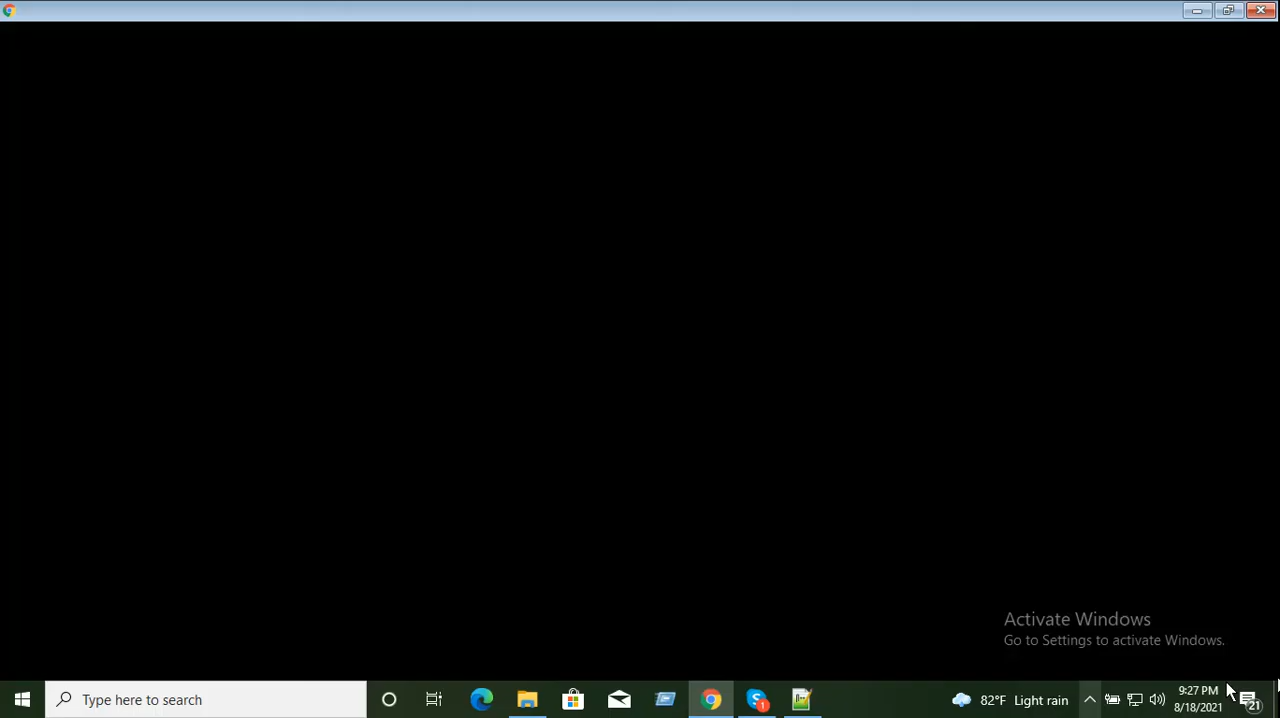 Activate Windows
Go to Settings to activate Windows.
Type here to search
1
82°F Light rain
9:27 PM
8/18/2021
21